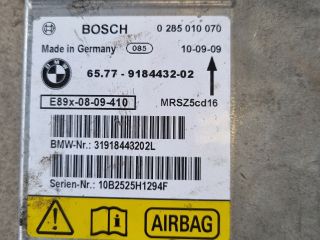 BOSCH 0 285 010 070
Made in Germany 085 10-09-09
BMW 65.77 - 9184432-02
E89x-08-09-410 MRSZ5cd16
BMW-Nr.: 31918443202L
Serien-Nr.: 10B2525H1294F
AIRBAG